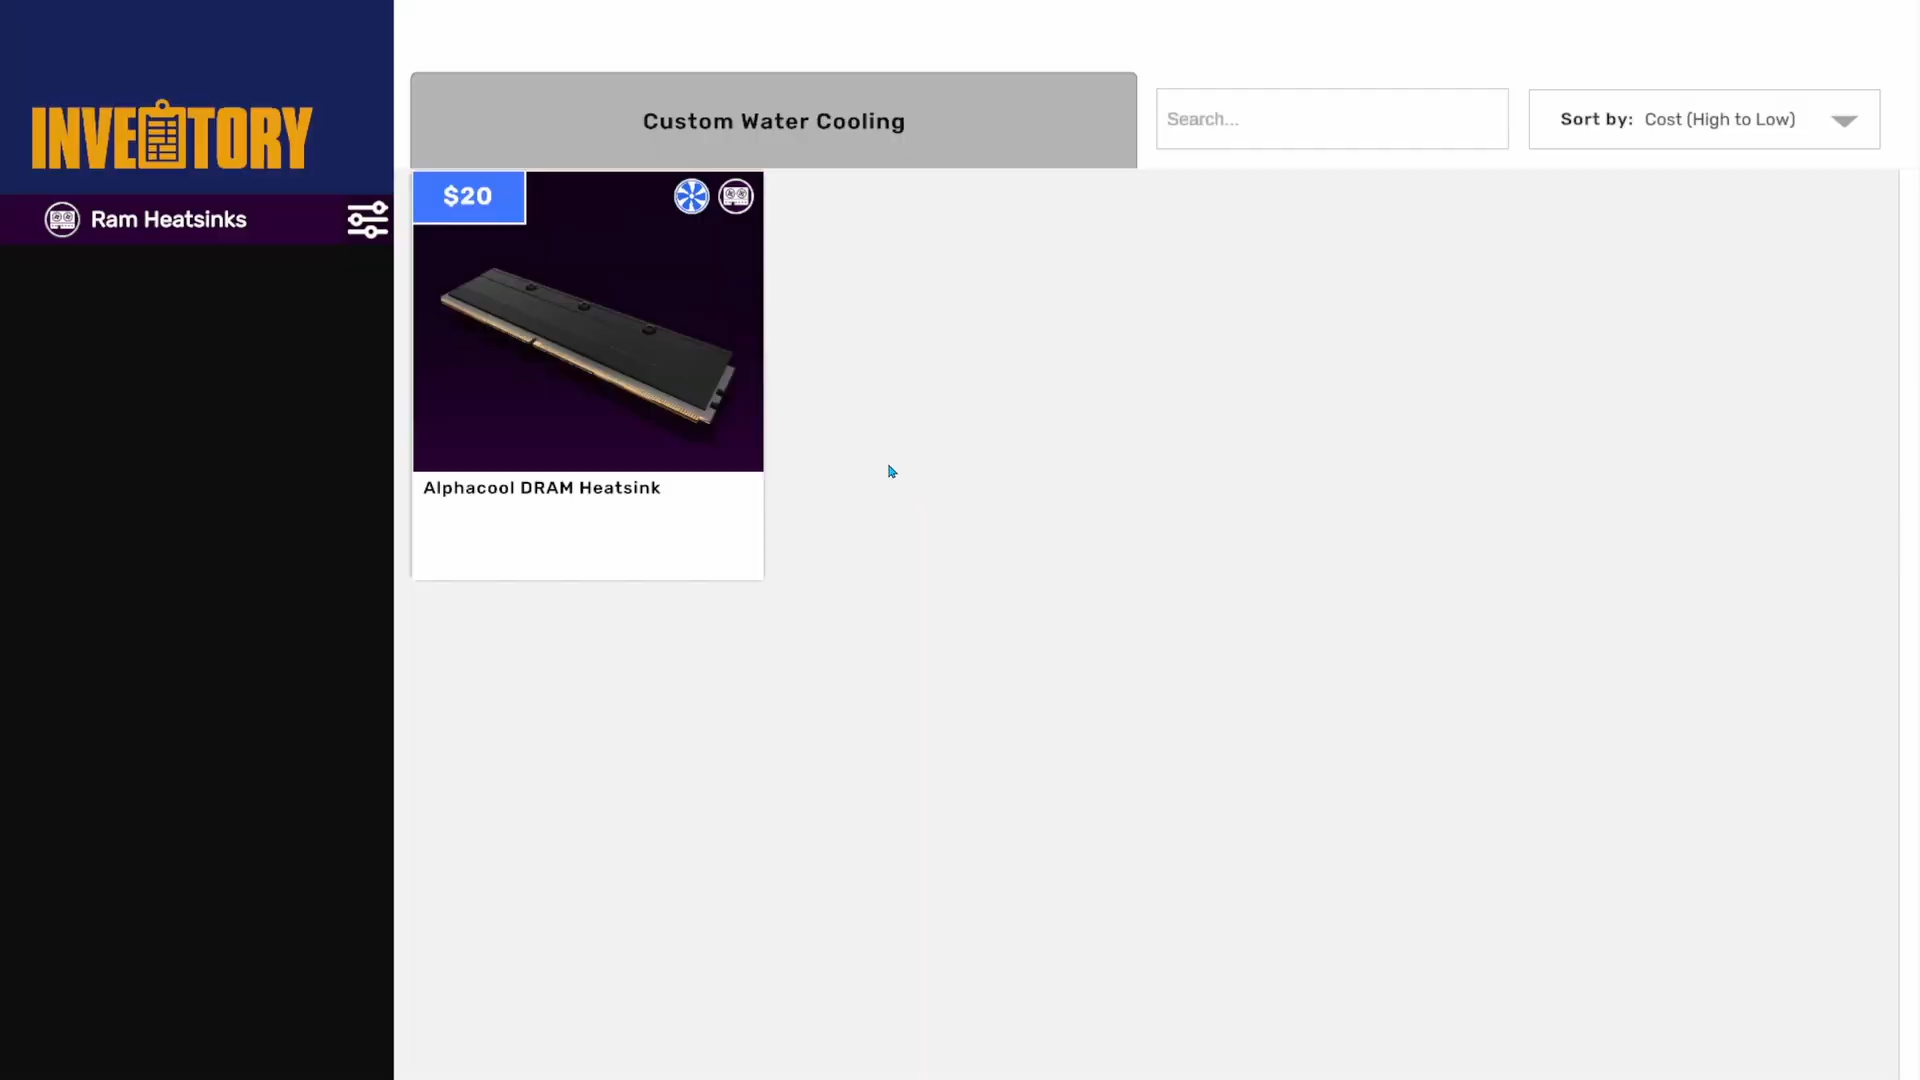 INVENTORY
Ram Heatsinks
Custom Water Cooling
Search...
Sort by: Cost (High to Low)
$20
Alphacool DRAM Heatsink